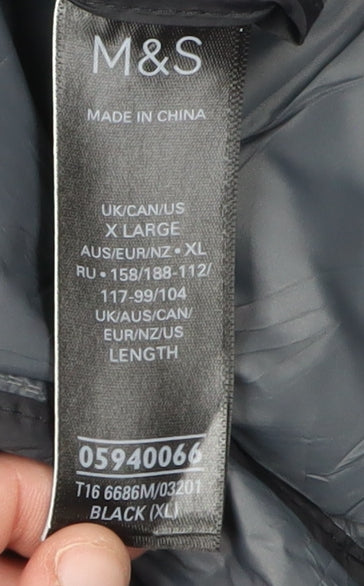 M&S
MADE IN CHINA
UK/CAN/US
X LARGE
AUS/EUR/NZ • XL
RU • 158/188-112/
117-99/104
UK/AUS/CAN/
EUR/NZ/US
LENGTH
05940066
T16 6686M/03201
BLACK (XL)